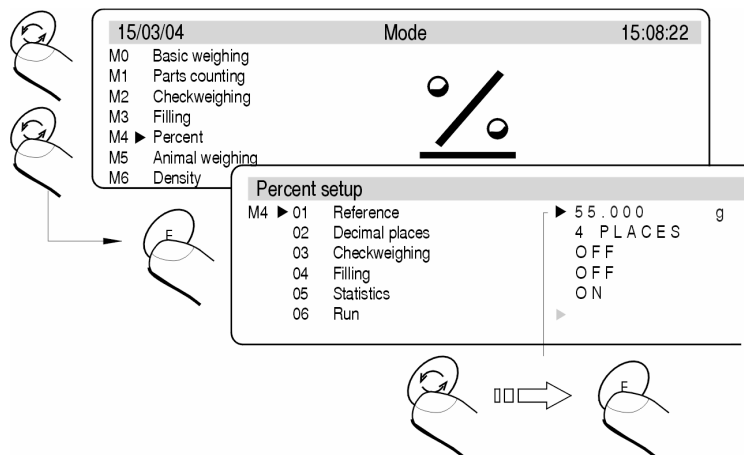 15/03/04 Mode 15:08:22
M0 Basic weighing
M1 Parts counting
M2 Checkweighing
M3 Filling
M4 ▶ Percent
M5 Animal weighing
M6 Density
F
Percent setup
M4 ▶ 01 Reference ▶ 55.000 g
02 Decimal places 4 PLACES
03 Checkweighing OFF
04 Filling OFF
05 Statistics ON
06 Run ▶
F